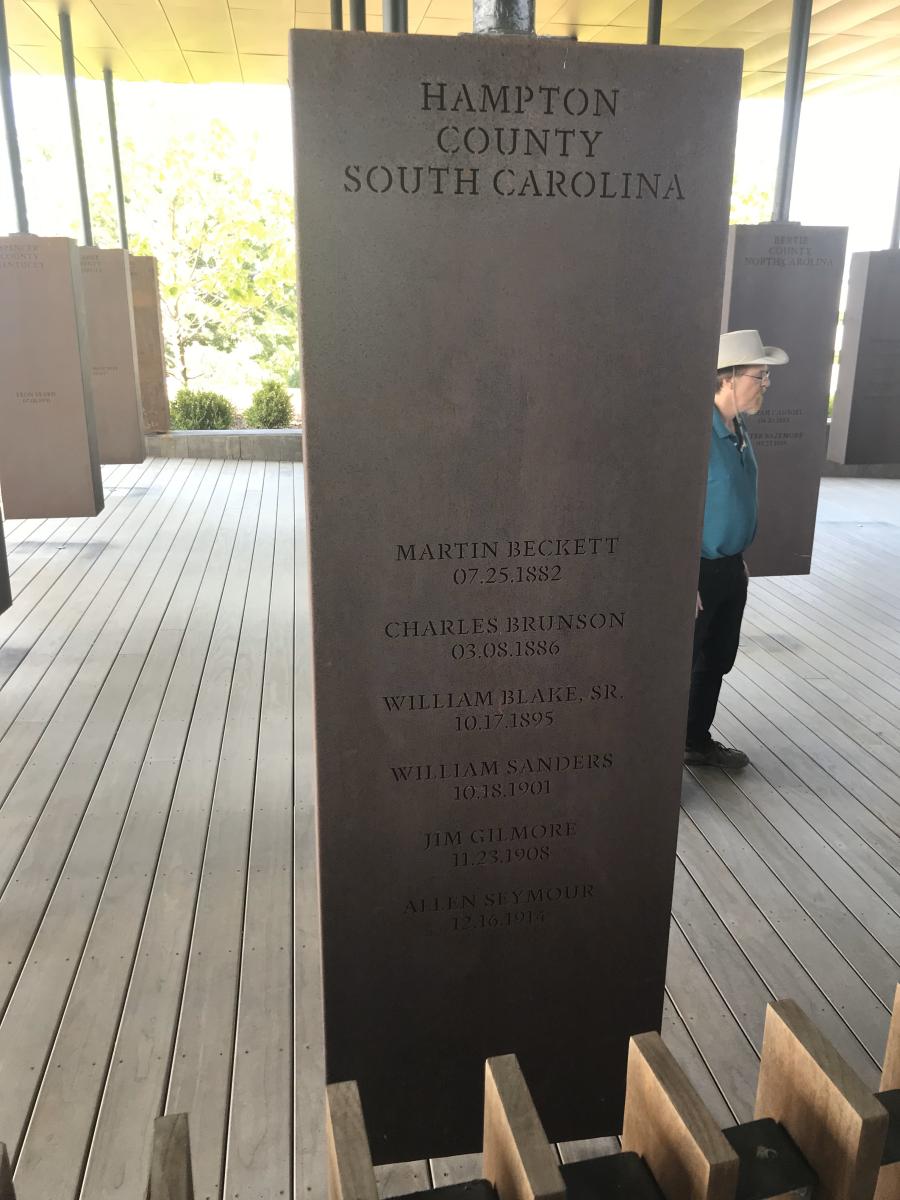 HAMPTON
COUNTY
SOUTH CAROLINA
MARTIN BECKETT
07.25.1882
CHARLES BRUNSON
03.08.1886
WILLIAM BLAKE, SR.
10.17.1895
WILLIAM SANDERS
10.18.1901
JIM GILMORE
11.23.1908
ALLEN SEYMOUR
12.16.1914
BERTIE
COUNTY
NORTH CAROLINA
COUNTY